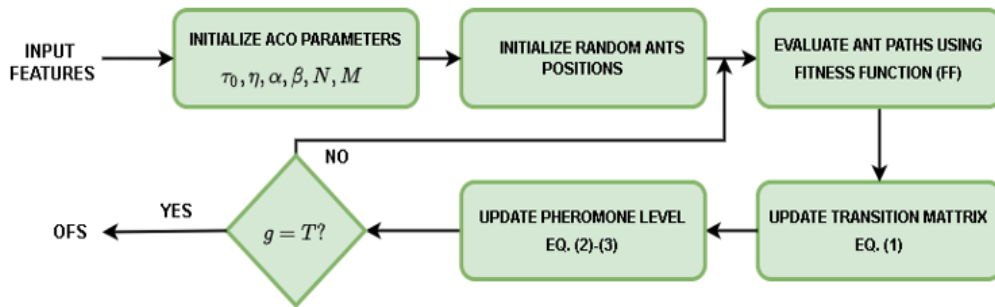 INPUT
FEATURES
INITIALIZE ACO PARAMETERS
τ₀, η, α, β, N, M
INITIALIZE RANDOM ANTS
POSITIONS
EVALUATE ANT PATHS USING
FITNESS FUNCTION (FF)
NO
YES
OFS
g = T?
UPDATE PHEROMONE LEVEL
EQ. (2)-(3)
UPDATE TRANSITION MATTRIX
EQ. (1)